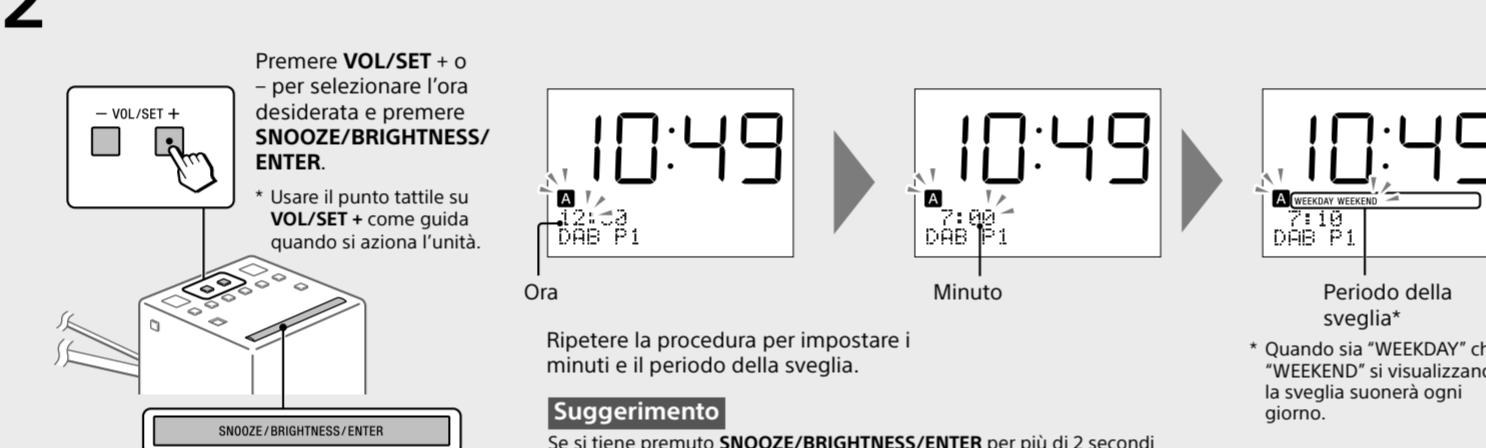 2
Premere VOL/SET + o
– per selezionare l'ora
desiderata e premere
SNOOZE/BRIGHTNESS/
ENTER.
* Usare il punto tattile su
VOL/SET + come guida
quando si aziona l'unità.
– VOL/SET +
SNOOZE/BRIGHTNESS/ENTER
10:49
A
DAB P1
Ora
10:49
A
7:00
DAB P1
Minuto
10:49
A WEEKDAY WEEKEND
7:10
DAB P1
Periodo della
sveglia*
* Quando sia "WEEKDAY"
"WEEKEND" si
la sveglia suonerà ogni
giorno.
Ripetere la procedura per impostare i
minuti e il periodo della sveglia.
Suggerimento
Se si tiene premuto SNOOZE/BRIGHTNESS/ENTER per più di 2 secondi